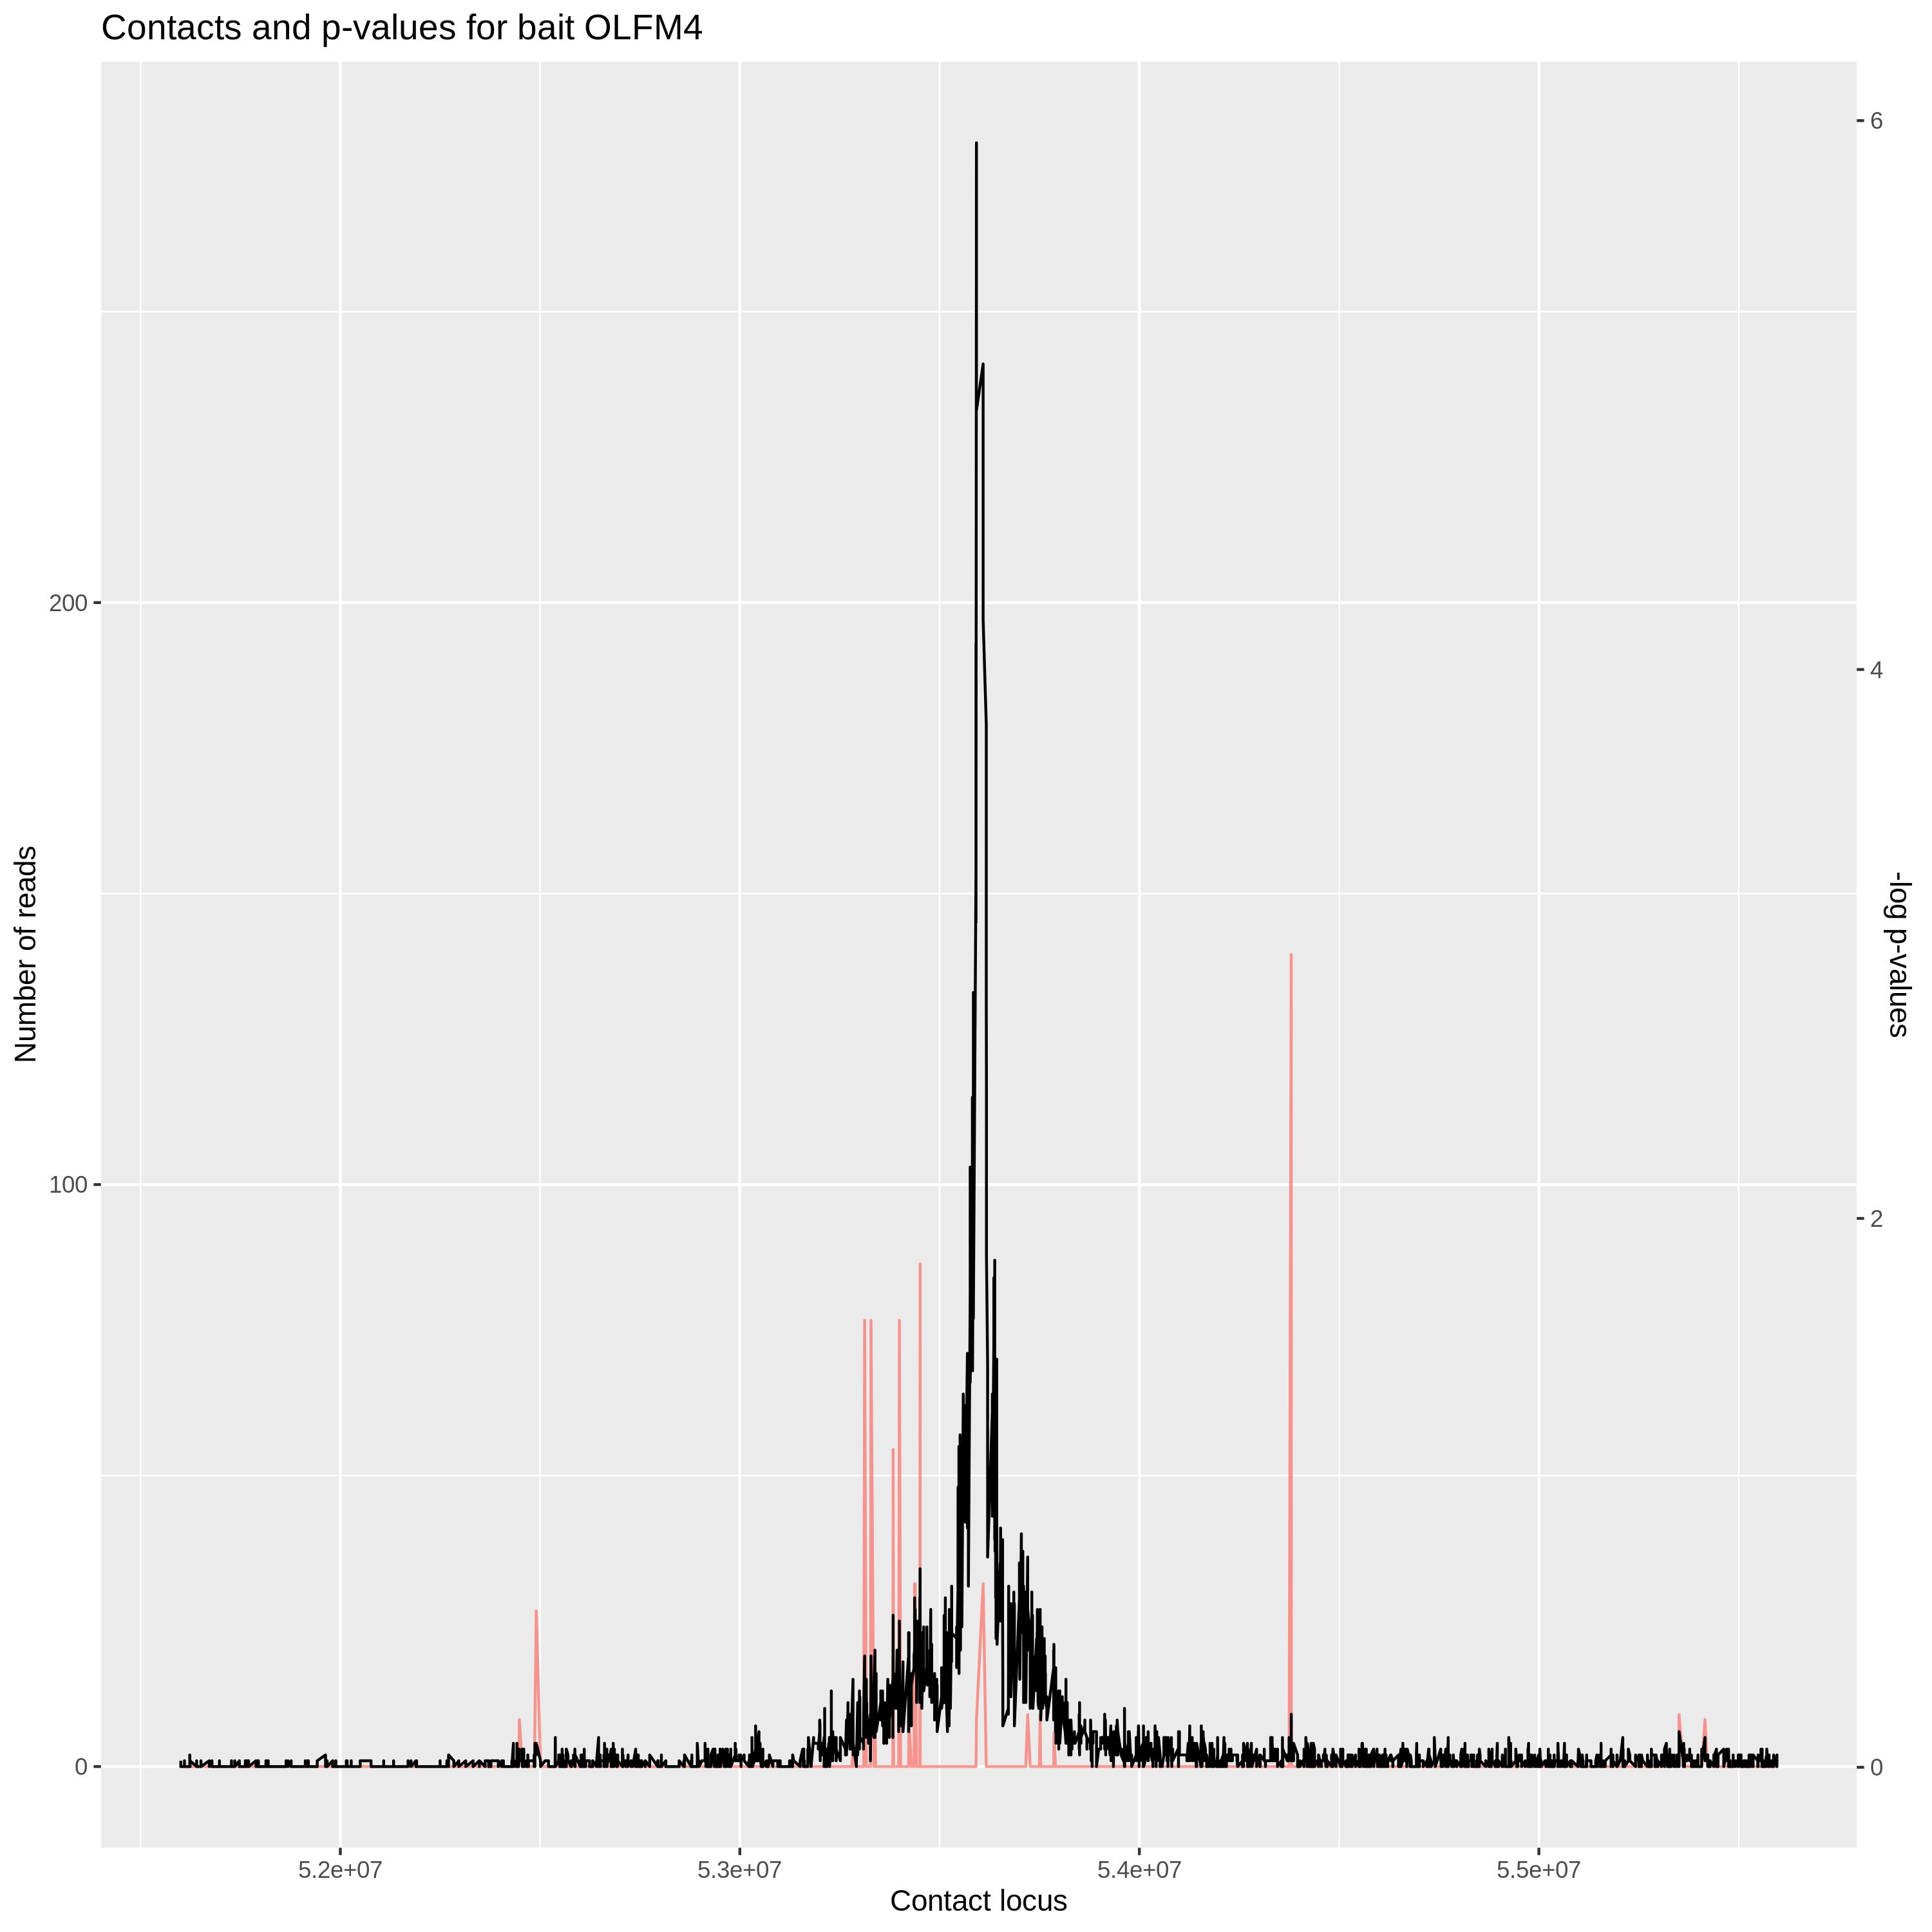 Contacts and p-values for bait OLFM4
6
200
4
Number of reads
-log p-values
100
2
0
0
5.2e+07 5.3e+07 5.4e+07 5.5e+07
Contact locus